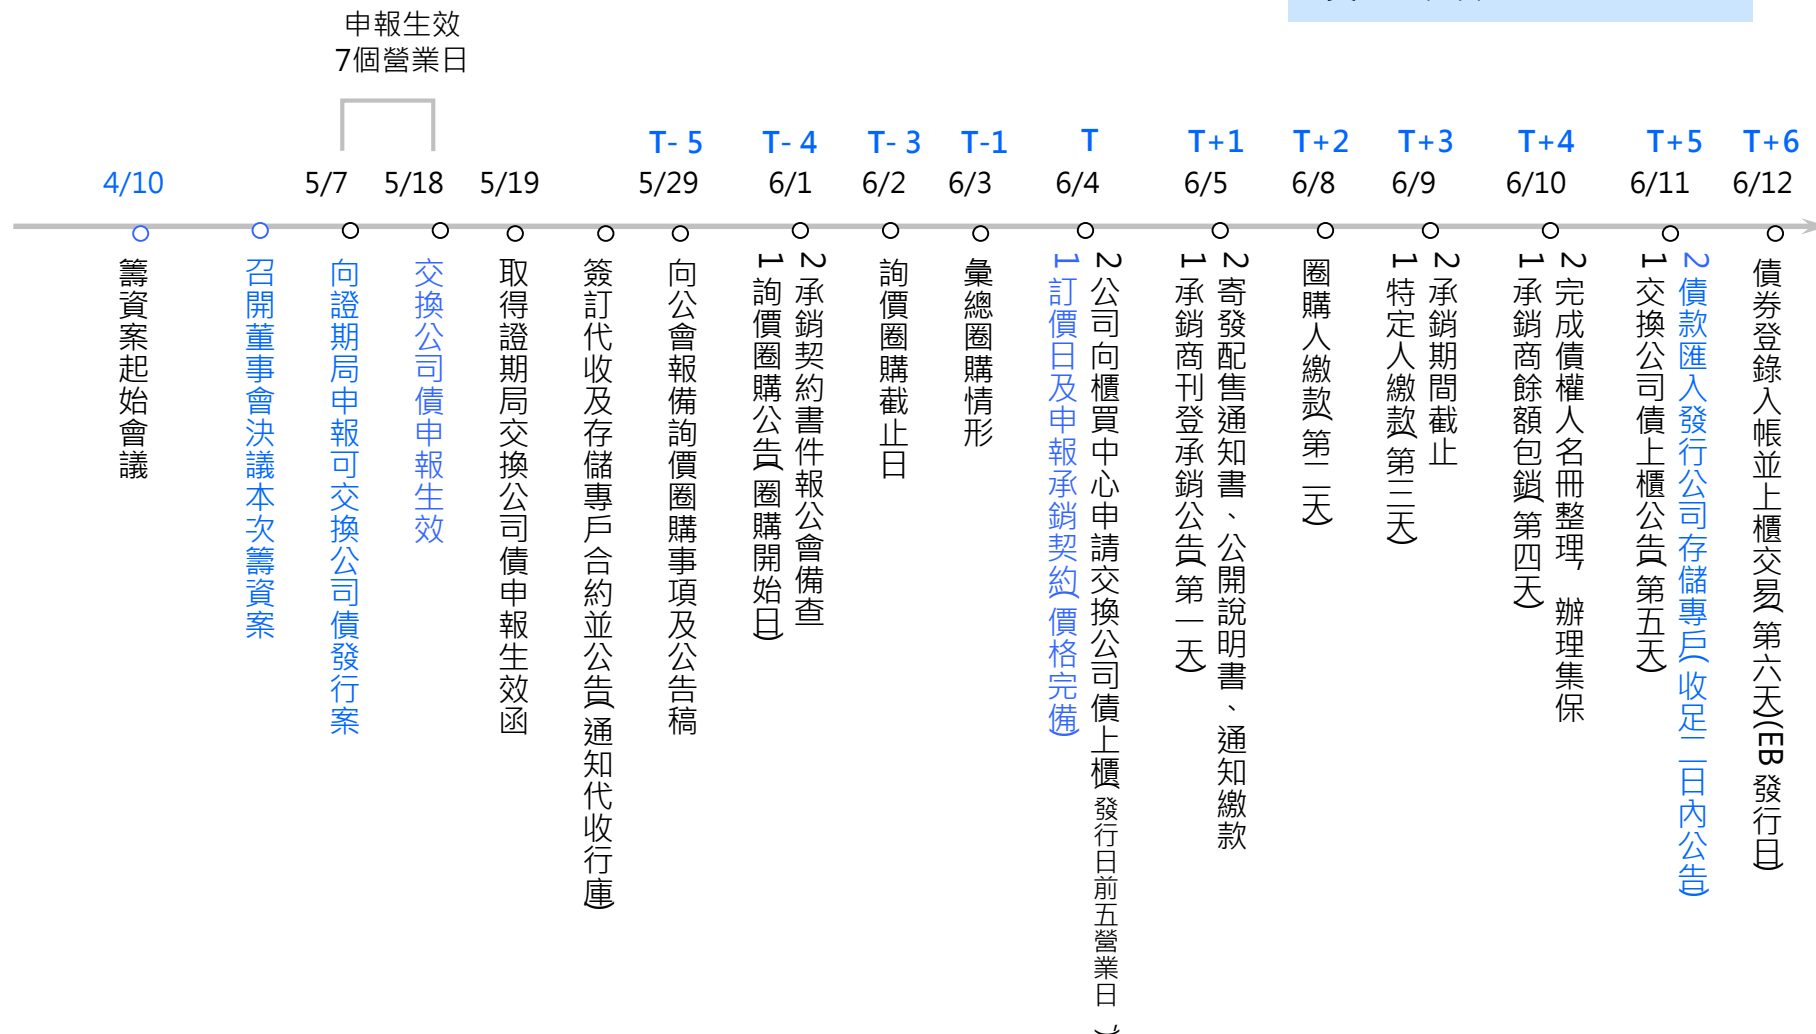 申報生效
7個營業日
T- 5
T- 4
T- 3
T-1
T
T+1
T+2
T+3
T+4
T+5
T+6
4/10
5/7
5/18
5/19
5/29
6/1
6/2
6/3
6/4
6/5
6/8
6/9
6/10
6/11
6/12
籌資案起始會議
召開董事會決議本次籌資案
向證期局申報可交換公司債發行案
交換公司債申報生效
取得證期局交換公司債申報生效函
簽訂代收及存儲專戶合約並公告(通知代收行庫)
向公會報備詢價圈購事項及公告稿
1 詢價圈購公告(圈購開始日)
2 承銷契約書件報公會備查
詢價圈購截止日
彙總圈購情形
1 訂價日及申報承銷契約(價格完備)
2 公司向櫃買中心申請交換公司債上櫃(發行日前五營業日)
1 承銷商刊登承銷公告(第一天)
2 寄發配售通知書、公開說明書、通知繳款
圈購人繳款(第二天)
1 特定人繳款(第三天)
2 承銷期間截止
1 承銷商餘額包銷(第四天)
2 完成債權人名冊整理, 辦理集保
1 交換公司債上櫃公告(第五天)
2 債款匯入發行公司存儲專戶(收足二日內公告)
債券登錄入帳並上櫃交易(第六天)(EB 發行日)